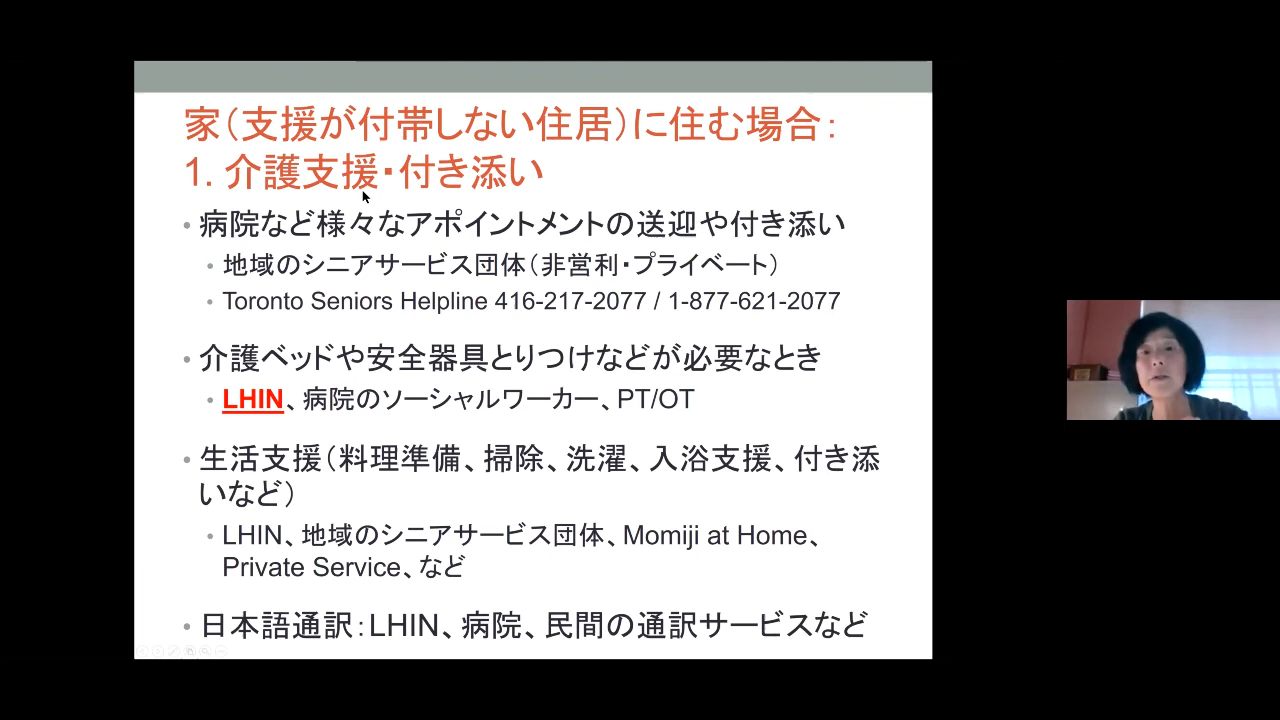 家（支援が付帯しない住居）に住む場合：
1. 介護支援・付き添い
• 病院など様々なアポイントメントの送迎や付き添い
• 地域のシニアサービス団体（非営利・プライベート）
• Toronto Seniors Helpline 416-217-2077 / 1-877-621-2077
• 介護ベッドや安全器具とりつけなどが必要なとき
• LHIN、病院のソーシャルワーカー、PT/OT
• 生活支援（料理準備、掃除、洗濯、入浴支援、付き添
いなど）
• LHIN、地域のシニアサービス団体、Momiji at Home、
Private Service、など
• 日本語通訳：LHIN、病院、民間の通訳サービスなど